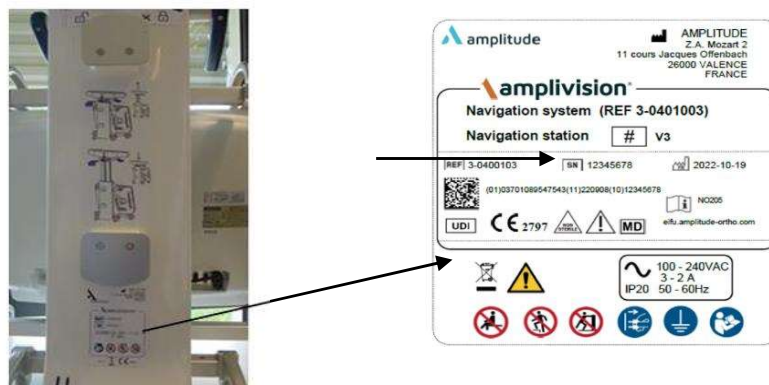 amplitude
AMPLITUDE
Z.A. Mozart 2
11 cours Jacques Offenbach
26000 VALENCE
FRANCE
amplivision
Navigation system (REF 3-0401003)
Navigation station # V3
REF 3-0400103 SN 12345678 2022-10-19
(01)03701089547543(11)220908(10)12345678
NO205
UDI CE 2797 NON STERILE MD eifu.amplitude-ortho.com
100 - 240VAC
3 - 2 A
IP20 50 - 60Hz